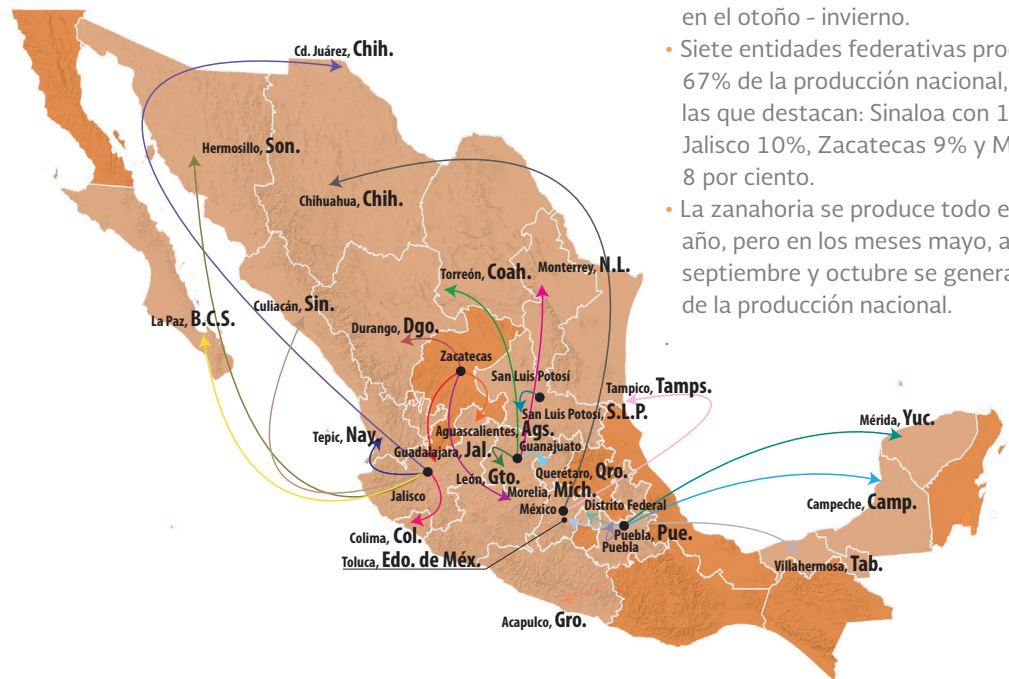 en el otoño - invierno.
• Siete entidades federativas
67% de la producción nacional,
las que destacan: Sinaloa con
Jalisco 10%, Zacatecas 9% y
8 por ciento.
• La zanahoria se produce todo
año, pero en los meses mayo,
septiembre y octubre se
de la producción nacional.
.
Cd. Juárez, Chih.
Hermosillo, Son.
Chihuahua, Chih.
Torreón, Coah.
Monterrey, N.L.
Culiacán, Sin.
La Paz, B.C.S.
Durango, Dgo.
Zacatecas
San Luis Potosí
Tampico, Tamps.
San Luis Potosí, S.L.P.
Mérida, Yuc.
Aguascalientes, Ags.
Tepic, Nay.
Guadalajara, Jal.
Guanajuato
León, Gto.
Querétaro, Qro.
Jalisco
Morelia, Mich.
México
Distrito Federal
Campeche, Camp.
Colima, Col.
Puebla, Pue.
Puebla
Toluca, Edo. de Méx.
Villahermosa, Tab.
Acapulco, Gro.